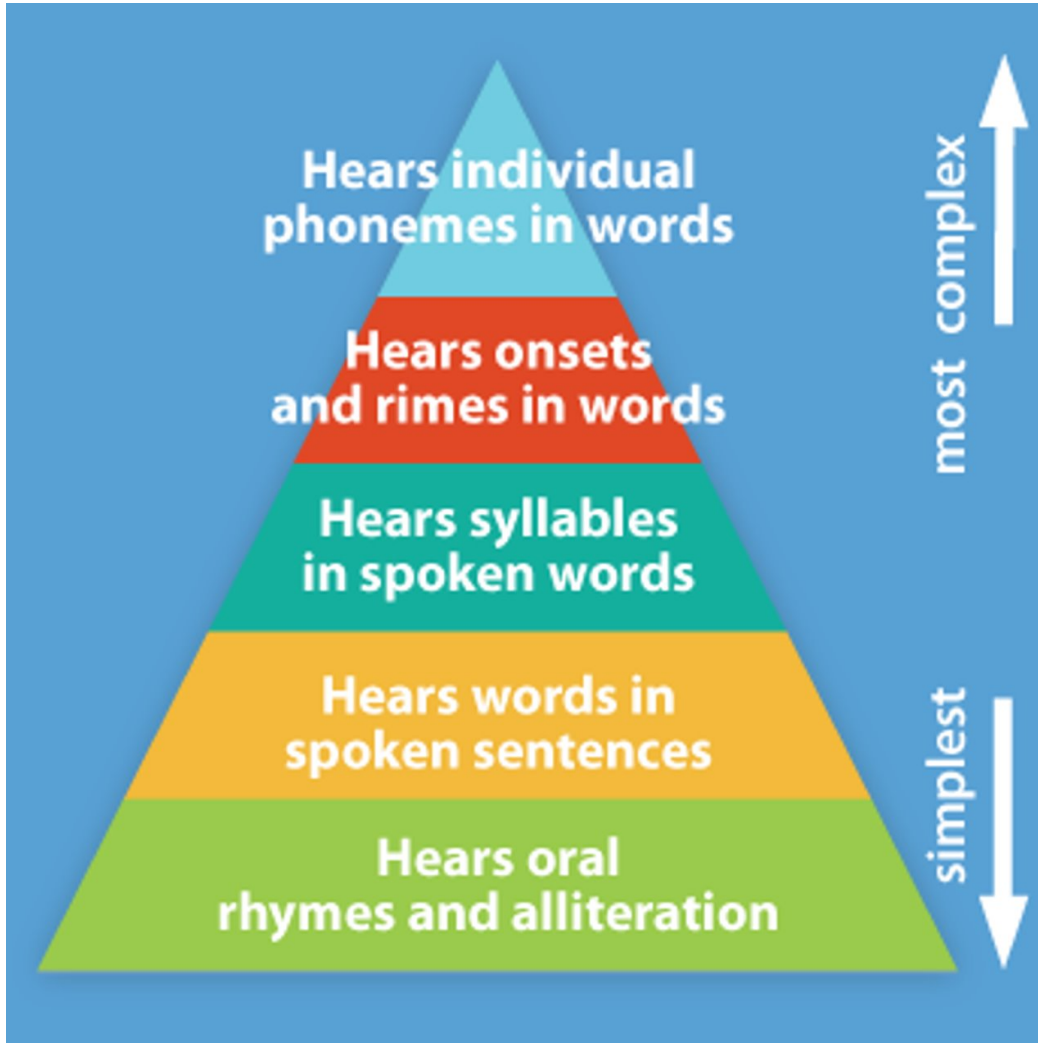 Hears individual
phonemes in words
Hears onsets
and rimes in words
Hears syllables
in spoken words
Hears words in
spoken sentences
Hears oral
rhymes and alliteration
most complex
simplest